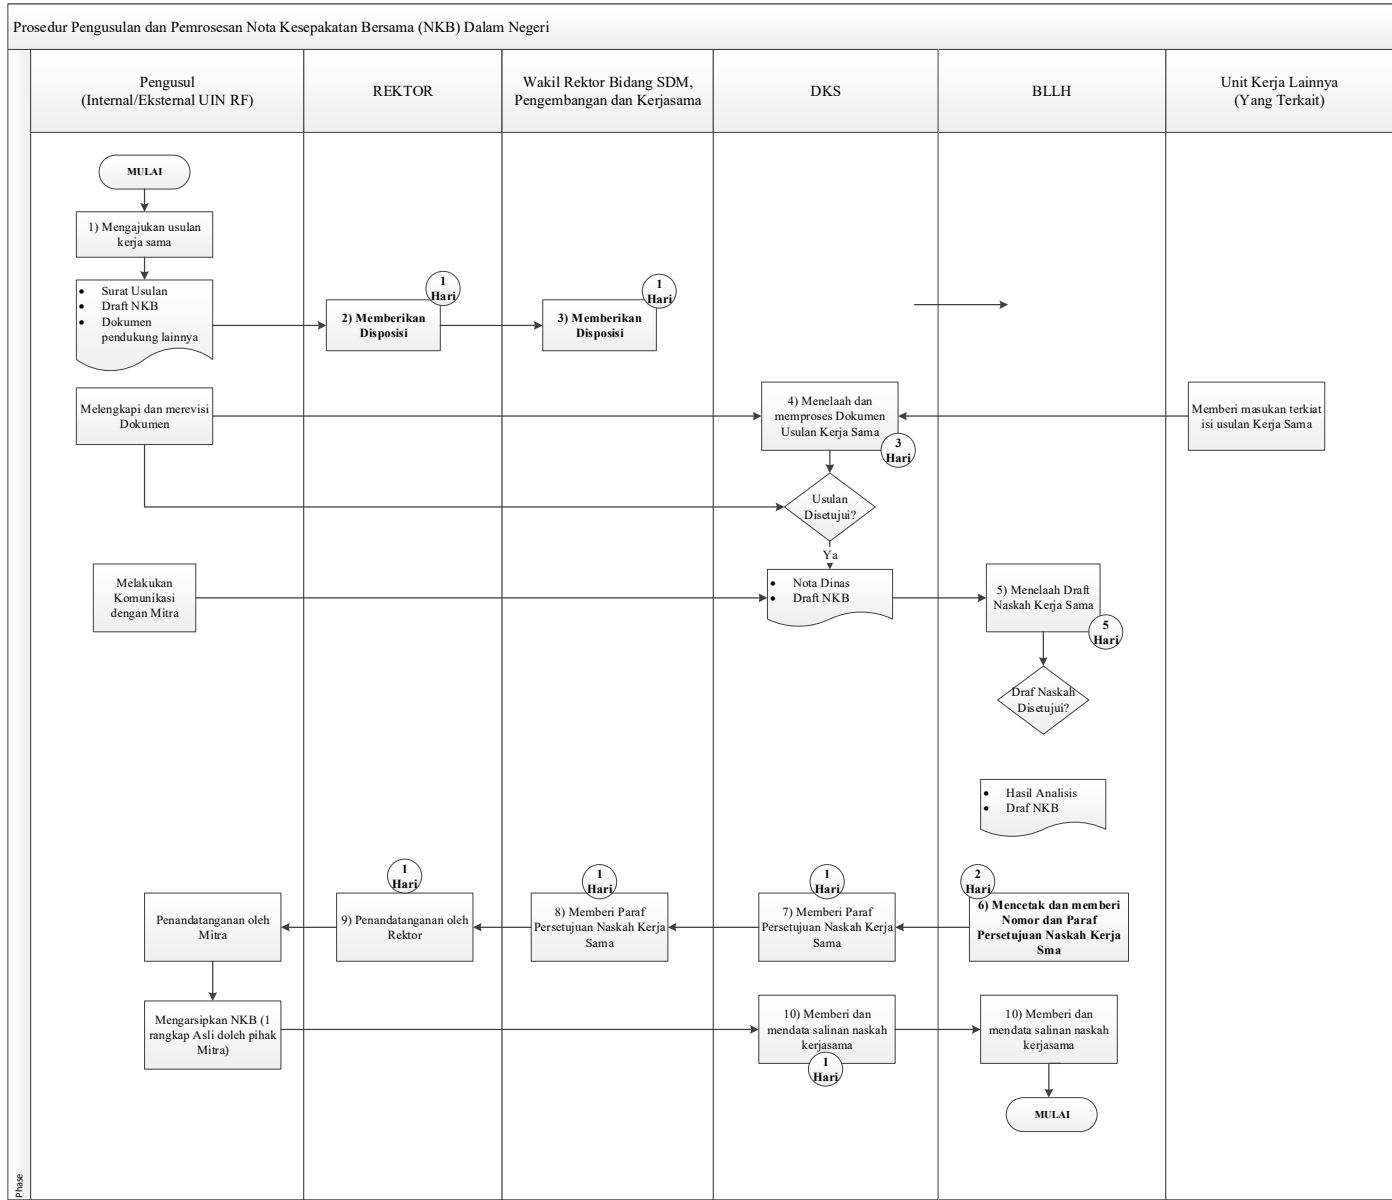 Prosedur Pengusulan dan Pemrosesan Nota Kesepakatan Bersama (NKB) Dalam Negeri
Pengusul
(Internal/Eksternal UIN RF)
REKTOR
Wakil Rektor Bidang SDM,
Pengembangan dan Kerjasama
DKS
BLLH
Unit Kerja Lainnya
(Yang Terkait)
MULAI
1) Mengajukan usulan
kerja sama
• Surat Usulan
• Draft NKB
• Dokumen
pendukung lainnya
1
Hari
2) Memberikan
Disposisi
1
Hari
3) Memberikan
Disposisi
Melengkapi dan merevisi
Dokumen
4) Menelaah dan
memproses Dokumen
Usulan Kerja Sama
3
Hari
Memberi masukan terkiat
isi usulan Kerja Sama
Usulan
Disetujui?
Ya
Melakukan
Komunikasi
dengan Mitra
• Nota Dinas
• Draft NKB
5) Menelaah Draft
Naskah Kerja Sama
5
Hari
Draf Naskah
Disetujui?
• Hasil Analisis
• Draf NKB
Penandatanganan oleh
Mitra
1
Hari
9) Penandatanganan oleh
Rektor
1
Hari
8) Memberi Paraf
Persetujuan Naskah Kerja
Sama
1
Hari
7) Memberi Paraf
Persetujuan Naskah Kerja
Sama
2
Hari
6) Mencetak dan memberi
Nomor dan Paraf
Persetujuan Naskah Kerja
Sma
Mengarsipkan NKB (1
rangkap Asli doleh pihak
Mitra)
10) Memberi dan
mendata salinan naskah
kerjasama
1
Hari
10) Memberi dan
mendata salinan naskah
kerjasama
MULAI
Phase